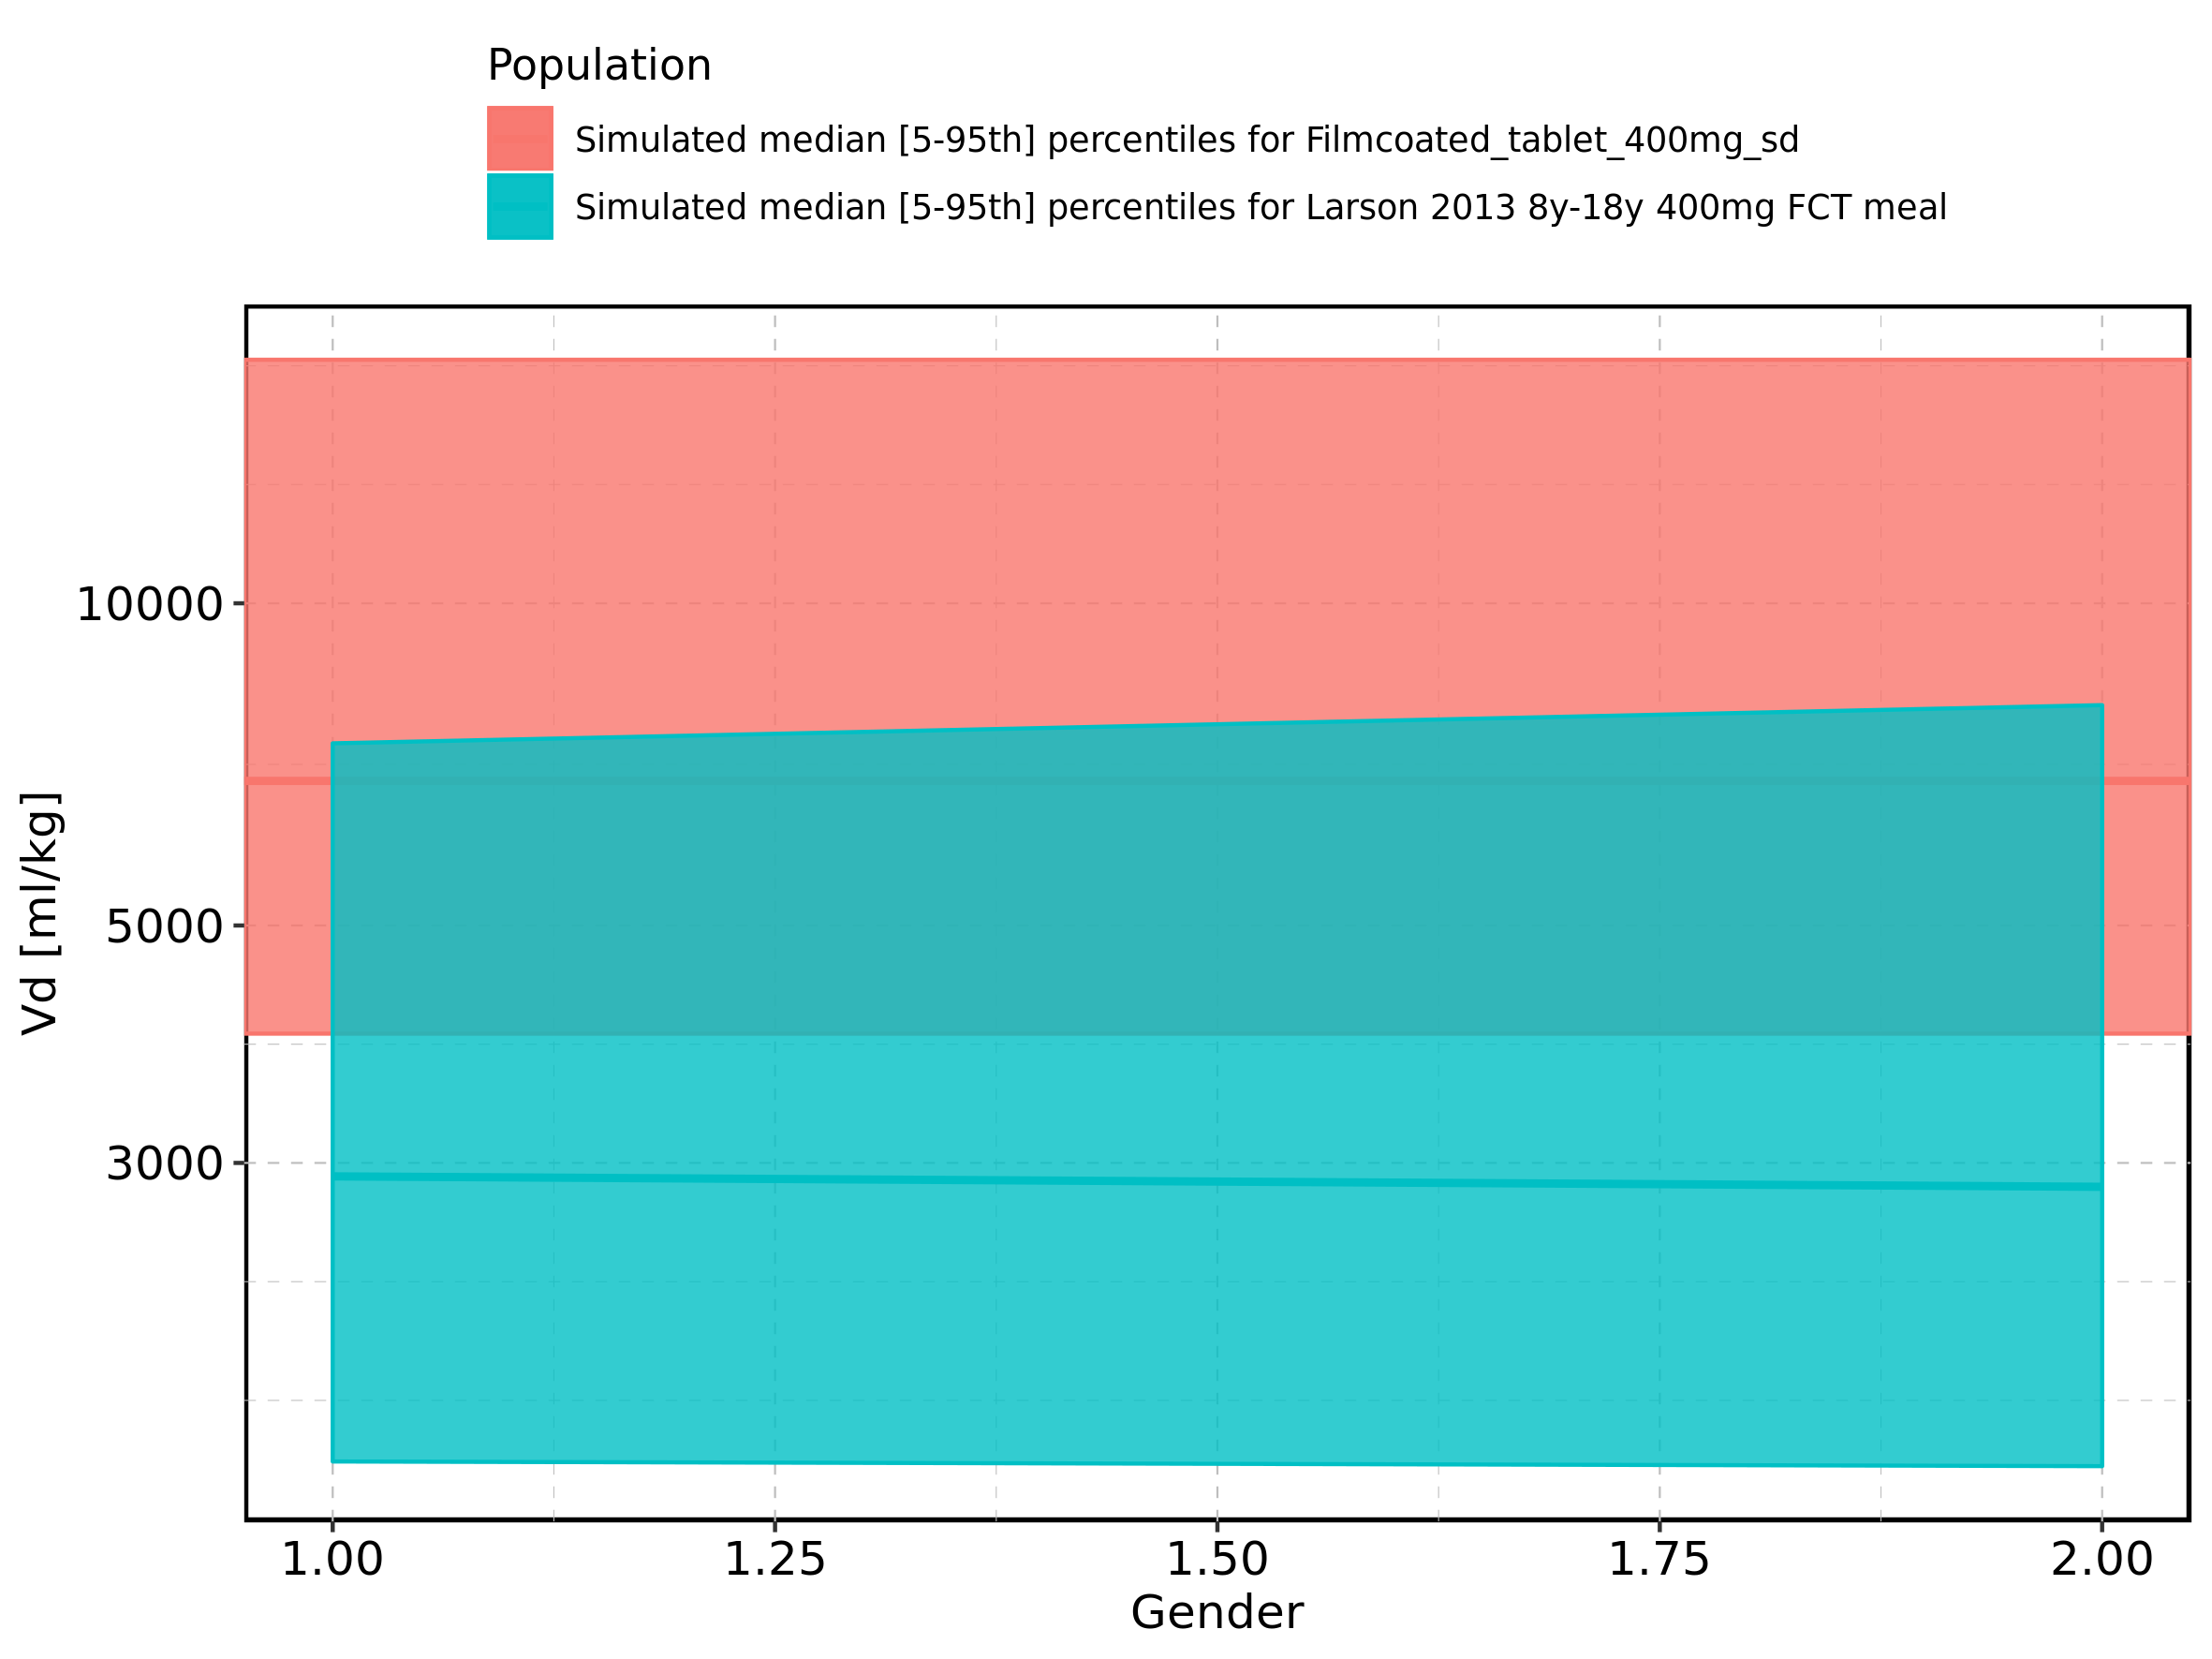 Population
Simulated median [5-95th] percentiles for Filmcoated_tablet_400mg_sd
Simulated median [5-95th] percentiles for Larson 2013 8y-18y 400mg FCT meal
10000
5000
3000
Vd [ml/kg]
1.00 1.25 1.50 1.75 2.00
Gender